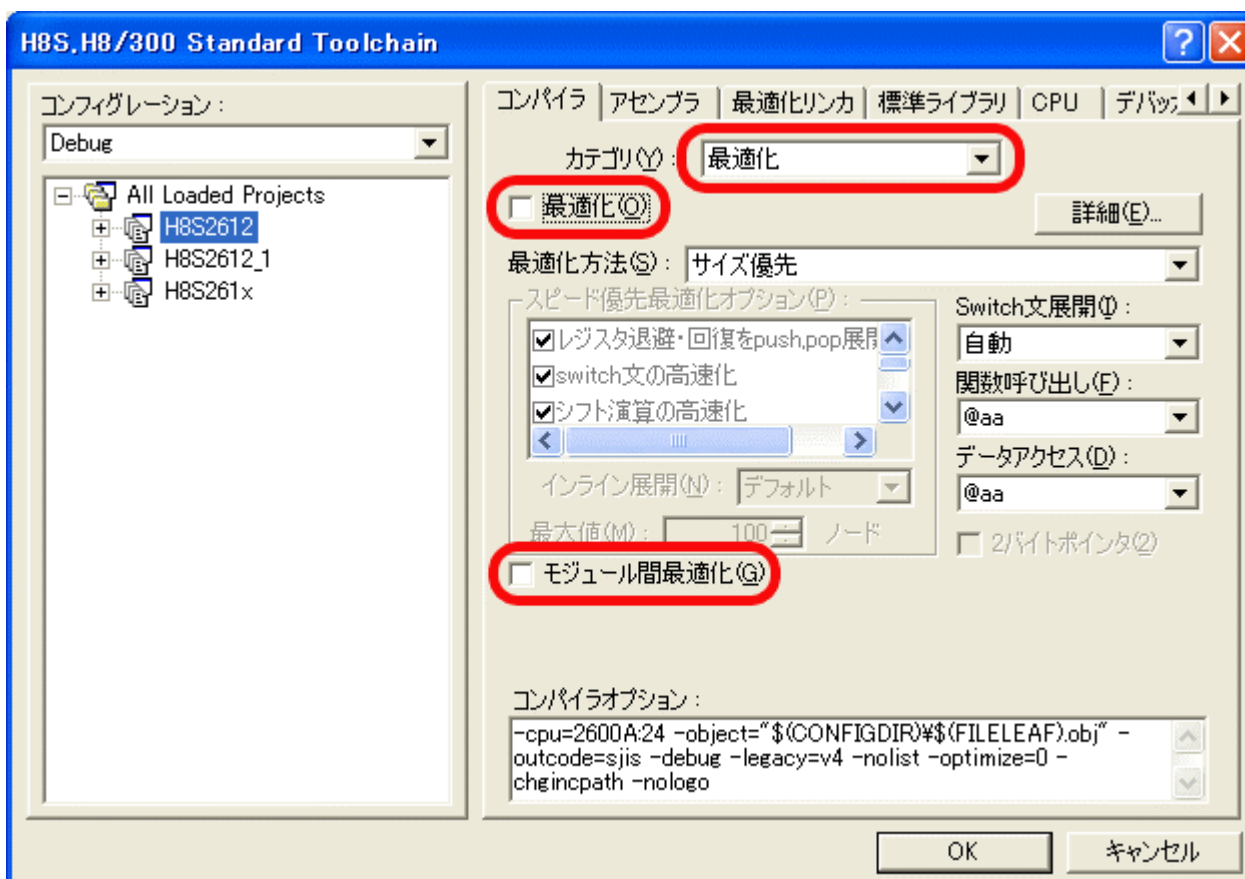 H8S,H8/300 Standard Toolchain
コンフィグレーション :
Debug
All Loaded Projects
H8S2612
H8S2612_1
H8S261x
コンパイラ アセンブラ 最適化リンカ 標準ライブラリ CPU デバッ
カテゴリ(Y) : 最適化
最適化(O)
詳細(E)...
最適化方法(S) : サイズ優先
スピード優先最適化オプション(P) :
レジスタ退避・回復をpush,pop展開
switch文の高速化
シフト演算の高速化
インライン展開(N) : デフォルト
最大値(M) : 100 ノード
Switch文展開(I) :
自動
関数呼び出し(F) :
@aa
データアクセス(D) :
@aa
2バイトポインタ(2)
モジュール間最適化(G)
コンパイラオプション :
-cpu=2600A:24 -object="$(CONFIGDIR)¥$(FILELEAF).obj" -
outcode=sjis -debug -legacy=v4 -nolist -optimize=0 -
chgincpath -nologo
OK キャンセル